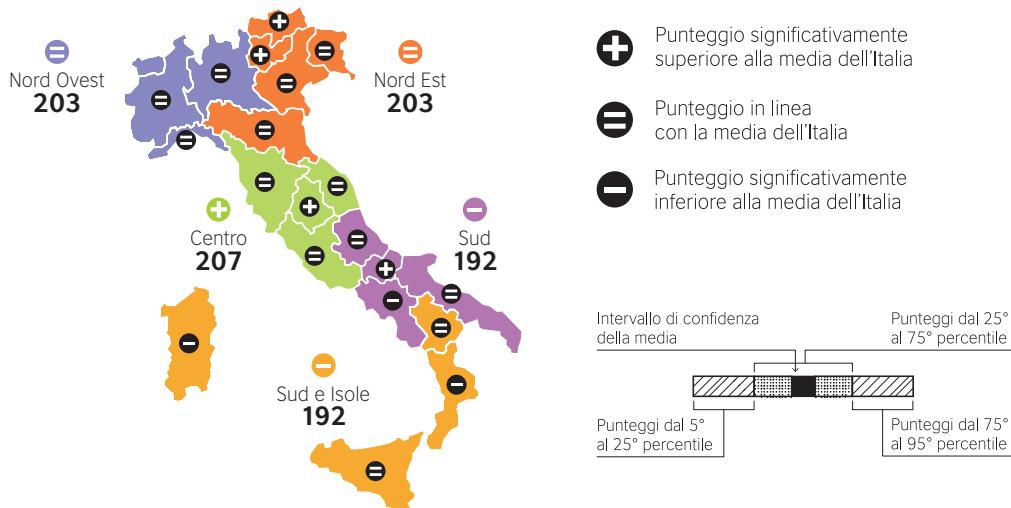 Nord Ovest
203
Nord Est
203
Centro
207
Sud
192
Sud e Isole
192
Punteggio significativamente
superiore alla media dell'Italia
Punteggio in linea
con la media dell'Italia
Punteggio significativamente
inferiore alla media dell'Italia
Intervallo di confidenza
della media
Punteggi dal 25°
al 75° percentile
Punteggi dal 5°
al 25° percentile
Punteggi dal 75°
al 95° percentile